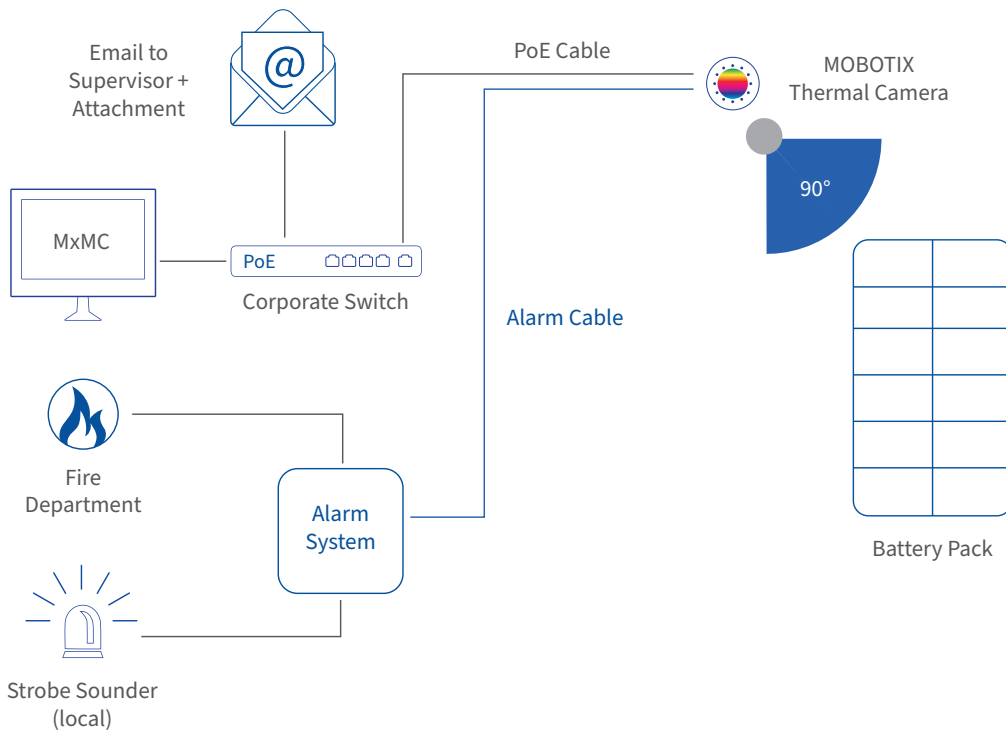 Email to
Supervisor +
Attachment
@
PoE Cable
MOBOTIX
Thermal Camera
90°
MxMC
PoE
Corporate Switch
Alarm Cable
Fire
Department
Alarm
System
Battery Pack
Strobe Sounder
(local)